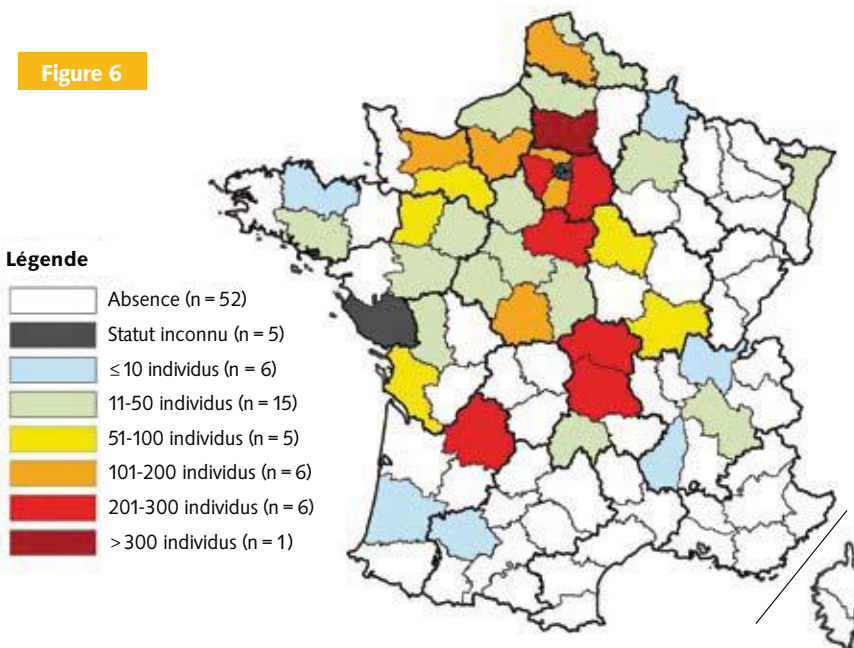 Figure 6
Légende
Absence (n = 52)
Statut inconnu (n = 5)
≤ 10 individus (n = 6)
11-50 individus (n = 15)
51-100 individus (n = 5)
101-200 individus (n = 6)
201-300 individus (n = 6)
> 300 individus (n = 1)